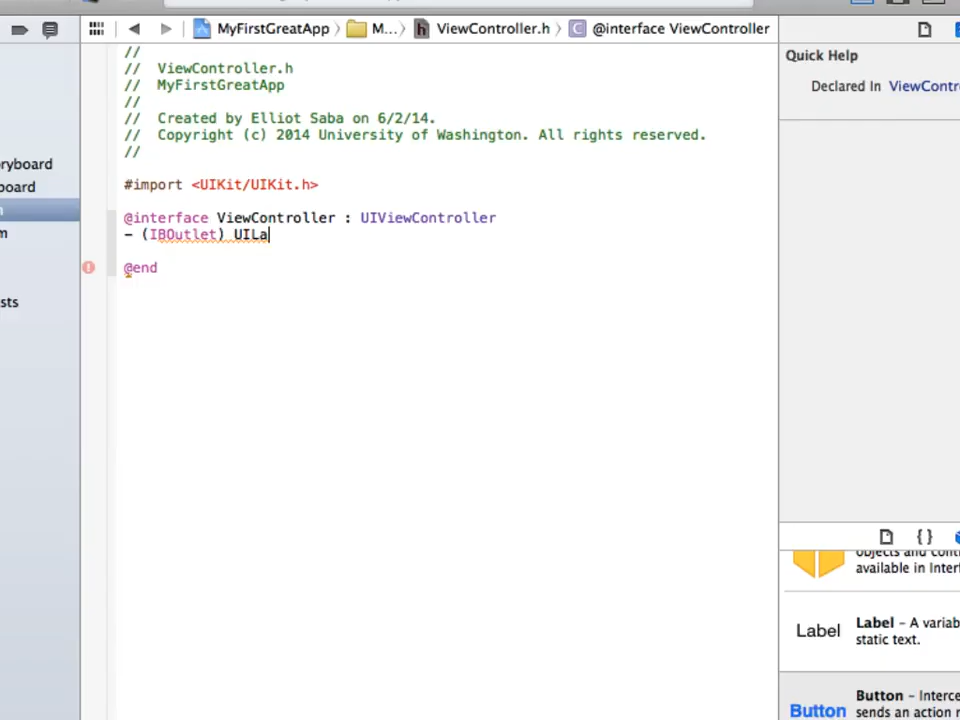 MyFirstGreatApp M... h ViewController.h C @interface ViewController
//
// ViewController.h
// MyFirstGreatApp
//
// Created by Elliot Saba on 6/2/14.
// Copyright (c) 2014 University of Washington. All rights reserved.
//
#import <UIKit/UIKit.h>
@interface ViewController : UIViewController
- (IBOutlet) UILa
@end
ryboard
board
m
sts
Quick Help
Declared In ViewContr
{ }
objects and cont
available in Interf
Label
Label – A variab
static text.
Button
Button – Interce
sends an action